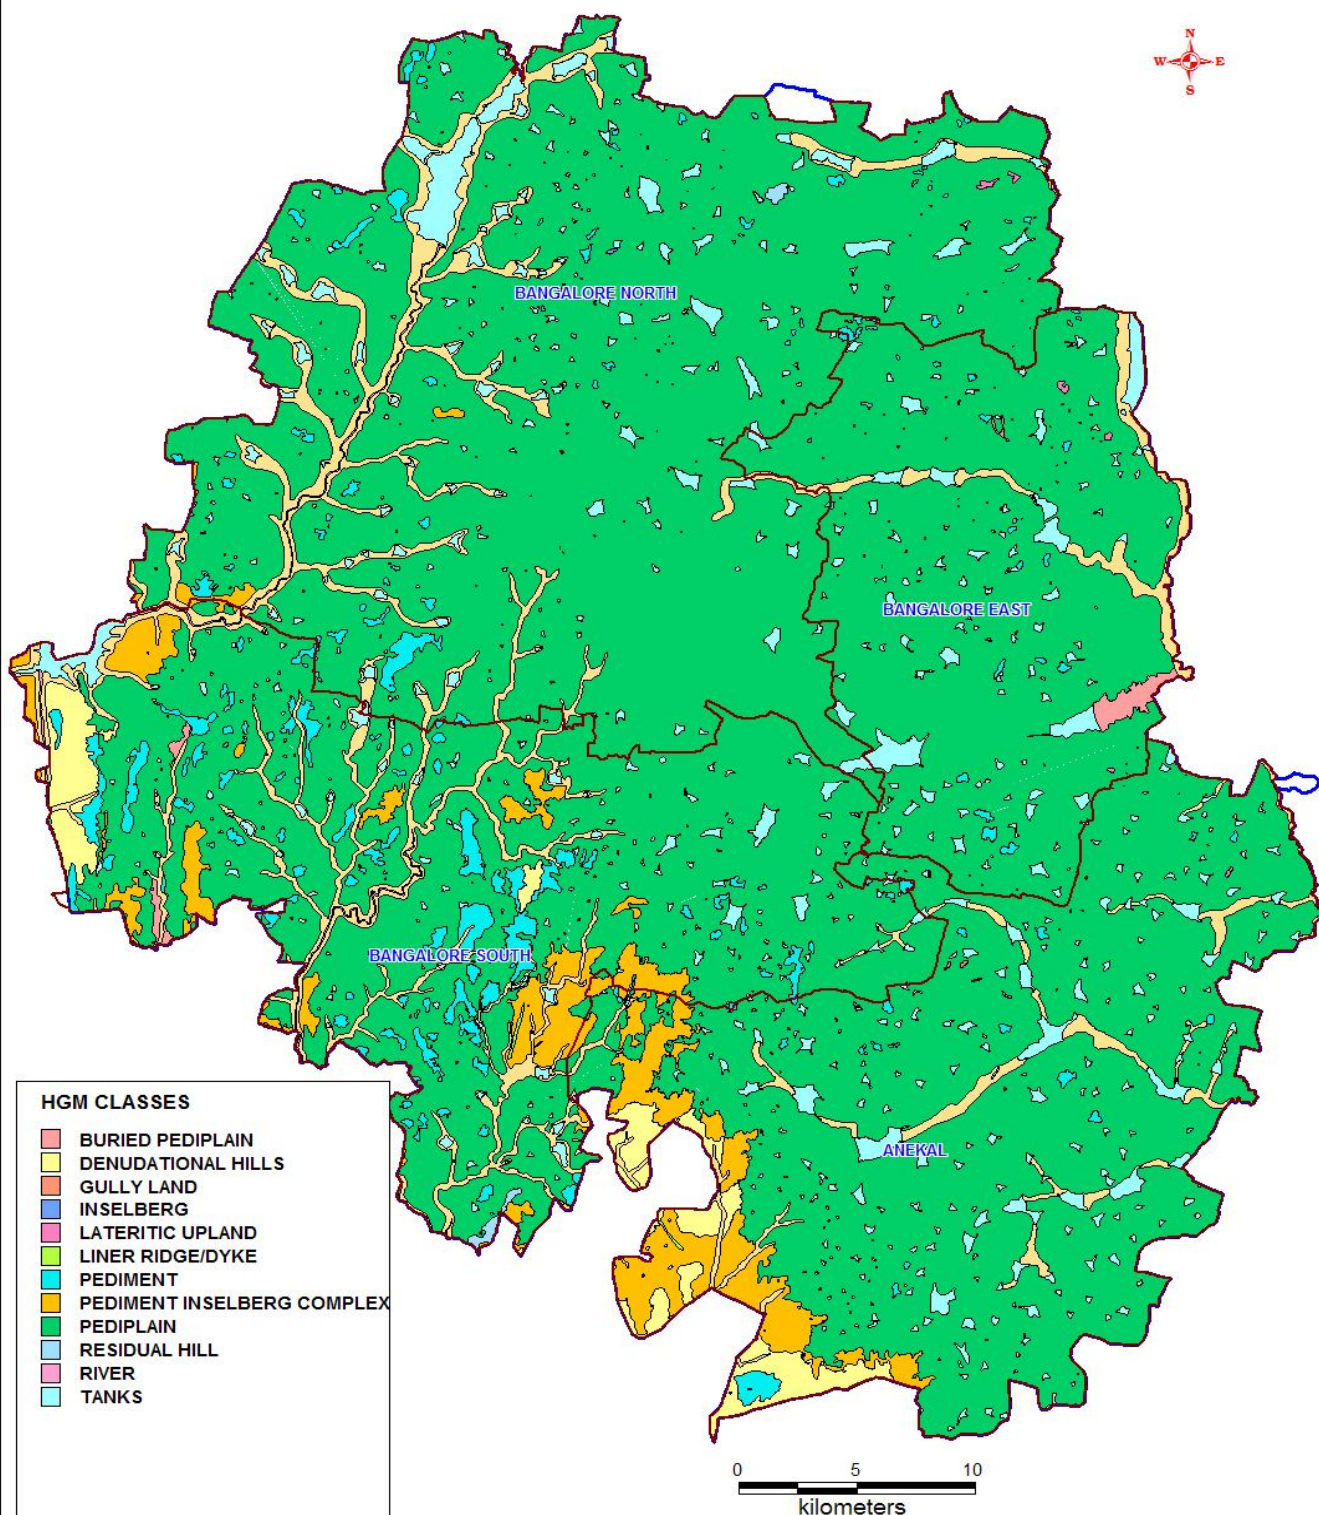 N
W E
S
BANGALORE NORTH
BANGALORE EAST
BANGALORE SOUTH
ANEKAL
HGM CLASSES
BURIED PEDIPLAIN
DENUDATIONAL HILLS
GULLY LAND
INSELBERG
LATERITIC UPLAND
LINER RIDGE/DYKE
PEDIMENT
PEDIMENT INSELBERG COMPLEX
PEDIPLAIN
RESIDUAL HILL
RIVER
TANKS
0 5 10
kilometers